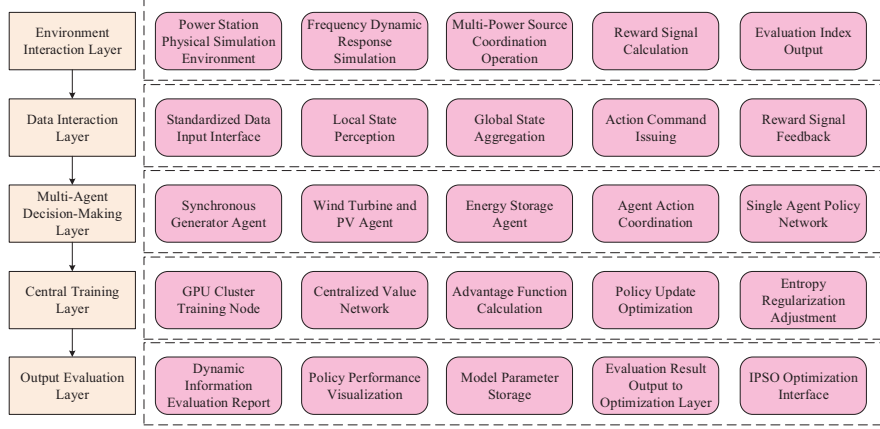 Environment
Interaction Layer
Power Station
Physical Simulation
Environment
Frequency Dynamic
Response
Simulation
Multi-Power Source
Coordination
Operation
Reward Signal
Calculation
Evaluation Index
Output
Data Interaction
Layer
Standardized Data
Input Interface
Local State
Perception
Global State
Aggregation
Action Command
Issuing
Reward Signal
Feedback
Multi-Agent
Decision-Making
Layer
Synchronous
Generator Agent
Wind Turbine and
PV Agent
Energy Storage
Agent
Agent Action
Coordination
Single Agent Policy
Network
Central Training
Layer
GPU Cluster
Training Node
Centralized Value
Network
Advantage Function
Calculation
Policy Update
Optimization
Entropy
Regularization
Adjustment
Output Evaluation
Layer
Dynamic
Information
Evaluation Report
Policy Performance
Visualization
Model Parameter
Storage
Evaluation Result
Output to
Optimization Layer
IPSO Optimization
Interface